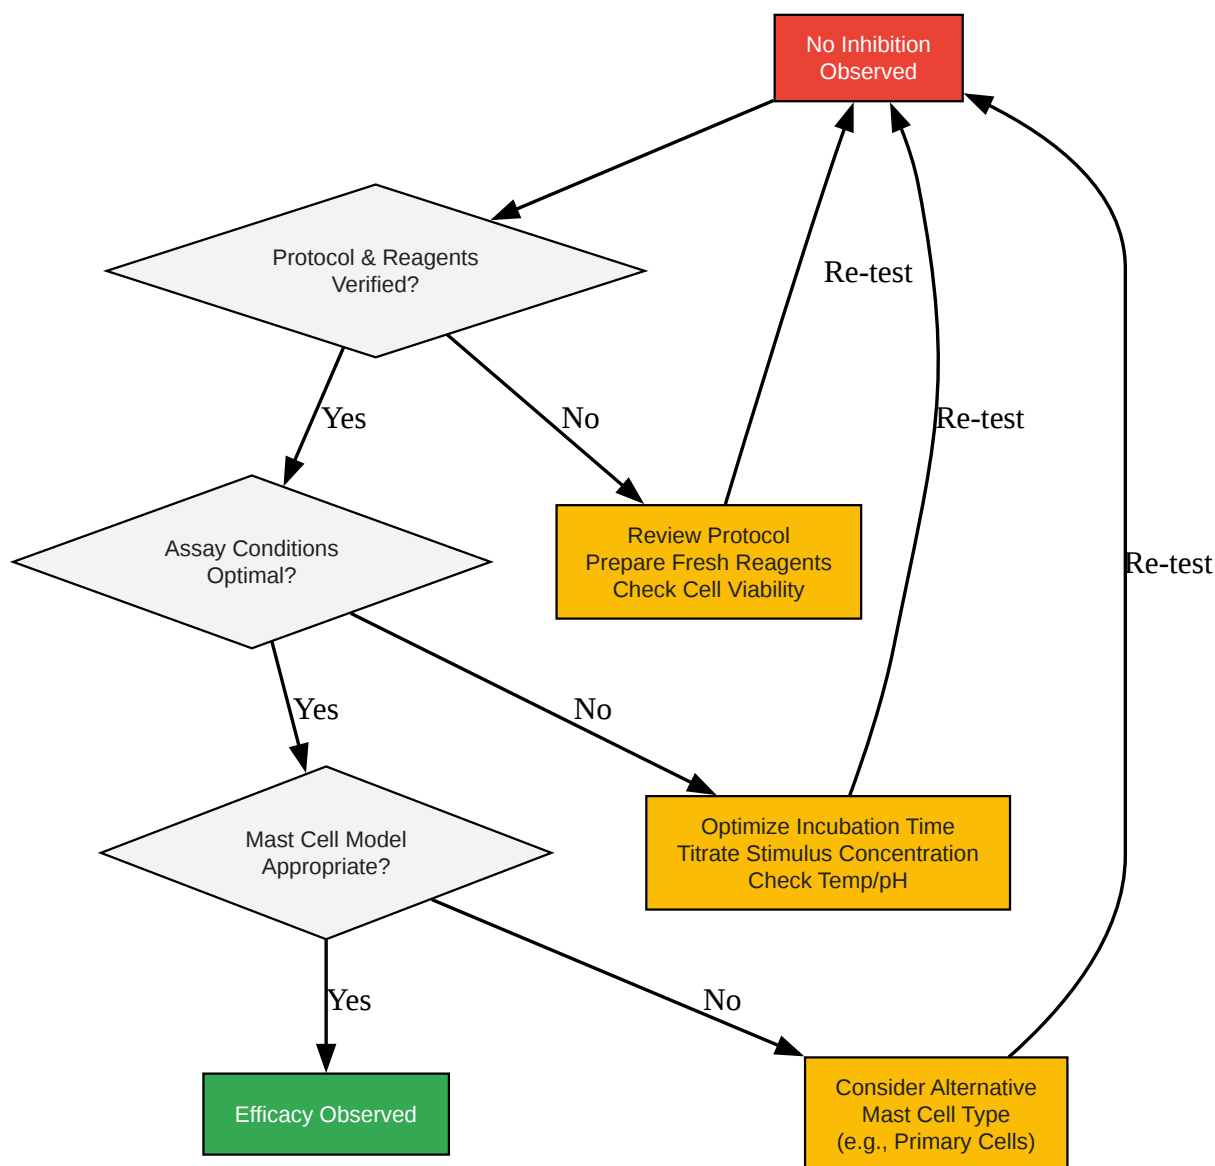 No Inhibition
Observed
Protocol & Reagents
Verified?
Re-test
Yes
No
Re-test
Assay Conditions
Optimal?
Review Protocol
Prepare Fresh Reagents
Check Cell Viability
Re-test
Yes
No
Mast Cell Model
Appropriate?
Optimize Incubation Time
Titrate Stimulus Concentration
Check Temp/pH
Yes
No
Efficacy Observed
Consider Alternative
Mast Cell Type
(e.g., Primary Cells)